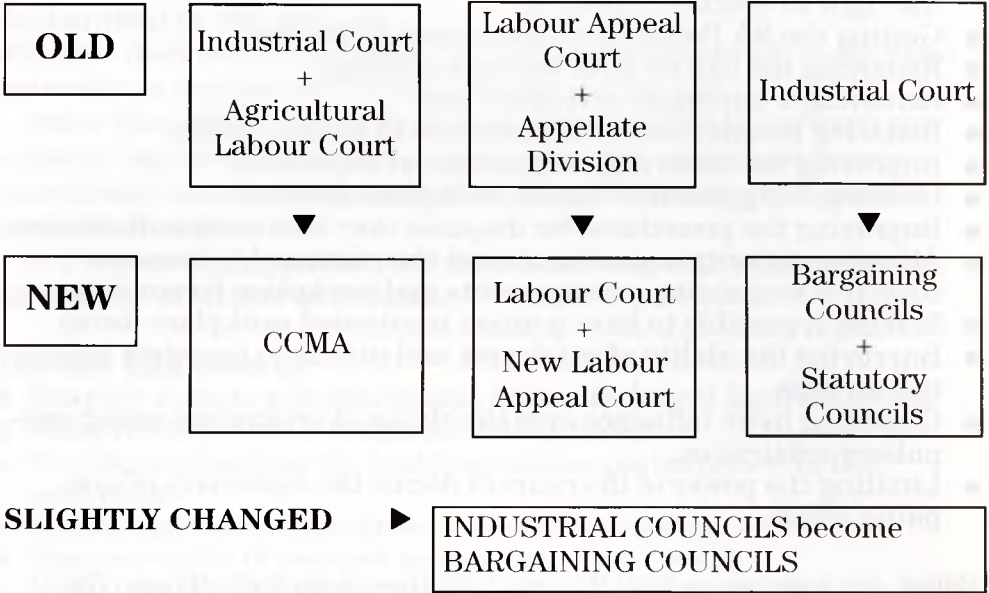 OLD
Industrial Court
+
Agricultural
Labour Court
Labour Appeal
Court
+
Appellate
Division
Industrial Court
▼ ▼ ▼
NEW
CCMA
Labour Court
+
New Labour
Appeal Court
Bargaining
Councils
+
Statutory
Councils
SLIGHTLY CHANGED ▶
INDUSTRIAL COUNCILS become
BARGAINING COUNCILS